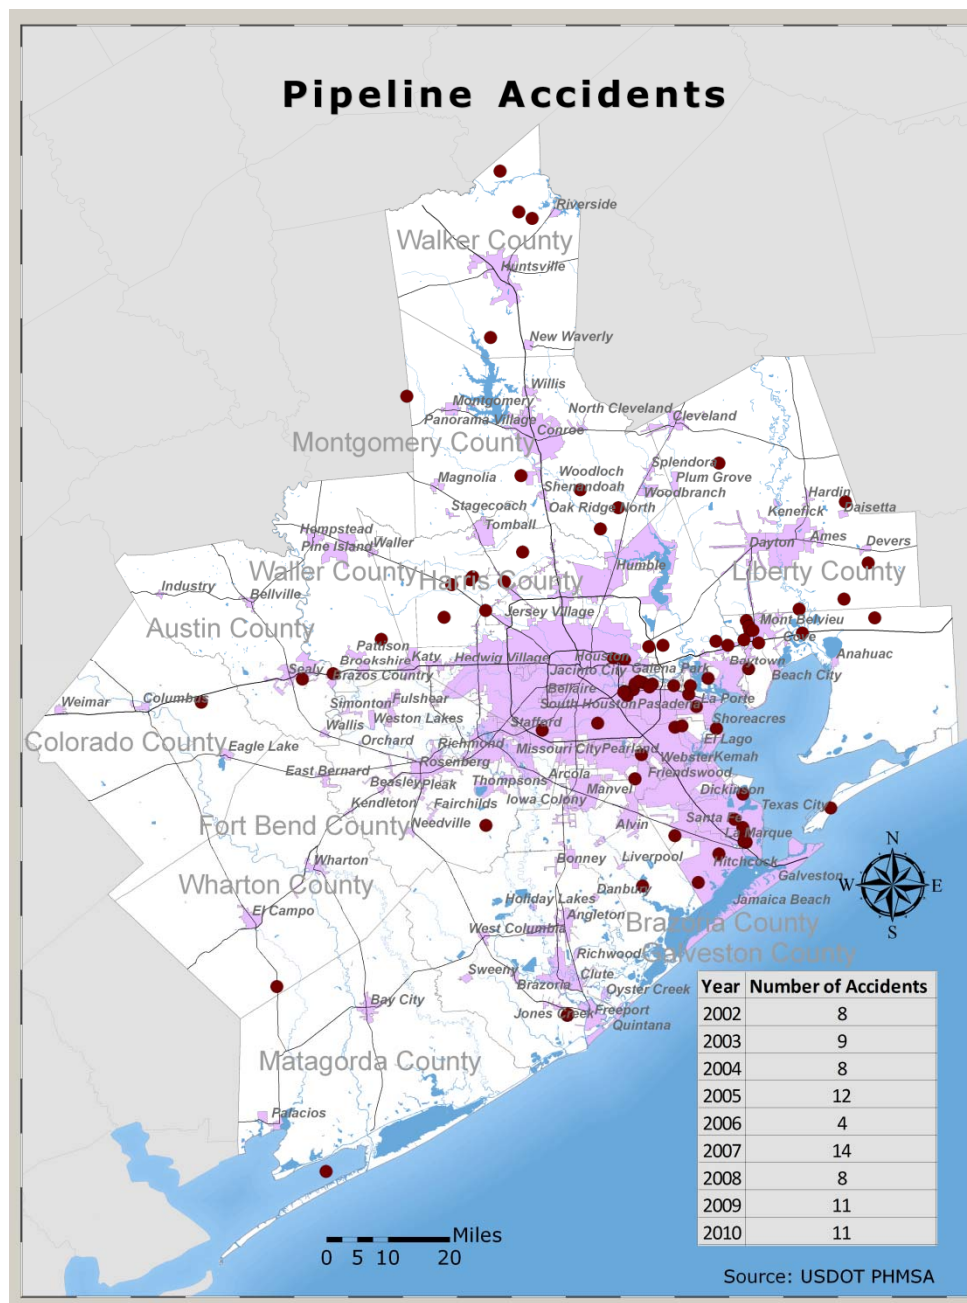 Pipeline Accidents
Riverside
Walker County
Huntsville
New Waverly
Willis
Montgomery
North Cleveland
Panorama Village
Cleveland
Conroe
Montgomery County
Splendora
Woodloch
Magnolia
Plum Grove
Shenandoah
Woodbranch
Hardin
Stagecoach
Oak Ridge North
Kenefick
Daisetta
Hempstead
Tomball
Pine Island
Waller
Dayton
Ames
Devers
Humble
Waller County
Harris County
Liberty County
Industry
Bellville
Jersey Village
Mont Belvieu
Austin County
Cove
Pattison
Katy
Hedwig Village
Houston
Brookshire
Anahuac
Sealy
Jacinto City
Galena Park
Baytown
Brazos Country
Beach City
Bellaire
Weimar
Columbus
Simonton
Fulshear
South Houston
Pasadena
La Porte
Wallis
Weston Lakes
Stafford
Shoreacres
Colorado County
Orchard
Richmond
El Lago
Eagle Lake
Missouri City
Pearland
Webster
Kemah
Rosenberg
East Bernard
Arcola
Friendswood
Beasley
Pleak
Thompsons
Manvel
Dickinson
Kendleton
Fairchilds
Iowa Colony
Texas City
Fort Bend County
Needville
Alvin
Santa Fe
La Marque
Wharton
Bonney
Liverpool
Hitchcock
N
Galveston
Wharton County
Danbury
W
E
Holiday Lakes
Jamaica Beach
El Campo
Angleton
Brazoria County
West Columbia
S
Richwood
Galveston County
Sweeny
Clute
Brazoria
Oyster Creek
Bay City
Jones Creek
Freeport
Quintana
Matagorda County
Palacios
Year Number of Accidents
2002 8
2003 9
2004 8
2005 12
2006 4
2007 14
2008 8
2009 11
2010 11
Miles
0 5 10 20
Source: USDOT PHMSA